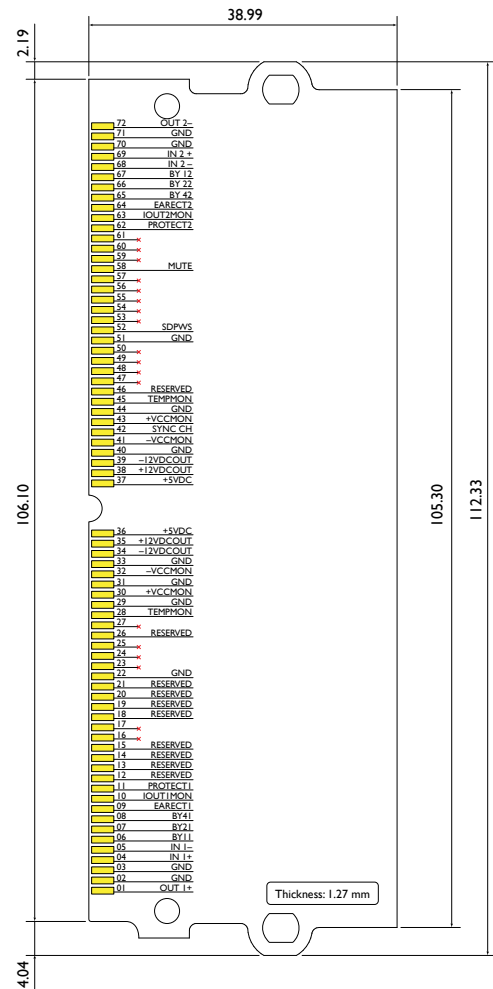 38.99
2.19
72 OUT 2–
71 GND
70 GND
69 IN 2 +
68 IN 2 –
67 BY 12
66 BY 22
65 BY 42
64 EARECT2
63 IOUT2MON
62 PROTECT2
61
60
59
58 MUTE
57
56
55
54
53
52 SDPWS
51 GND
50
49
48
47
46 RESERVED
45 TEMPMON
44 GND
43 +VCCMON
42 SYNC CH
41 –VCCMON
40 GND
39 –12VDCOUT
38 +12VDCOUT
37 +5VDC
106.10
105.30
112.33
36 +5VDC
35 +12VDCOUT
34 –12VDCOUT
33 GND
32 –VCCMON
31 GND
30 +VCCMON
29 GND
28 TEMPMON
27
26 RESERVED
25
24
23
22 GND
21 RESERVED
20 RESERVED
19 RESERVED
18 RESERVED
17
16
15 RESERVED
14 RESERVED
13 RESERVED
12 RESERVED
11 PROTECT1
10 IOUT1MON
09 EARECT1
08 BY41
07 BY21
06 BY11
05 IN 1–
04 IN 1+
03 GND
02 GND
01 OUT 1+
Thickness: 1.27 mm
4.04